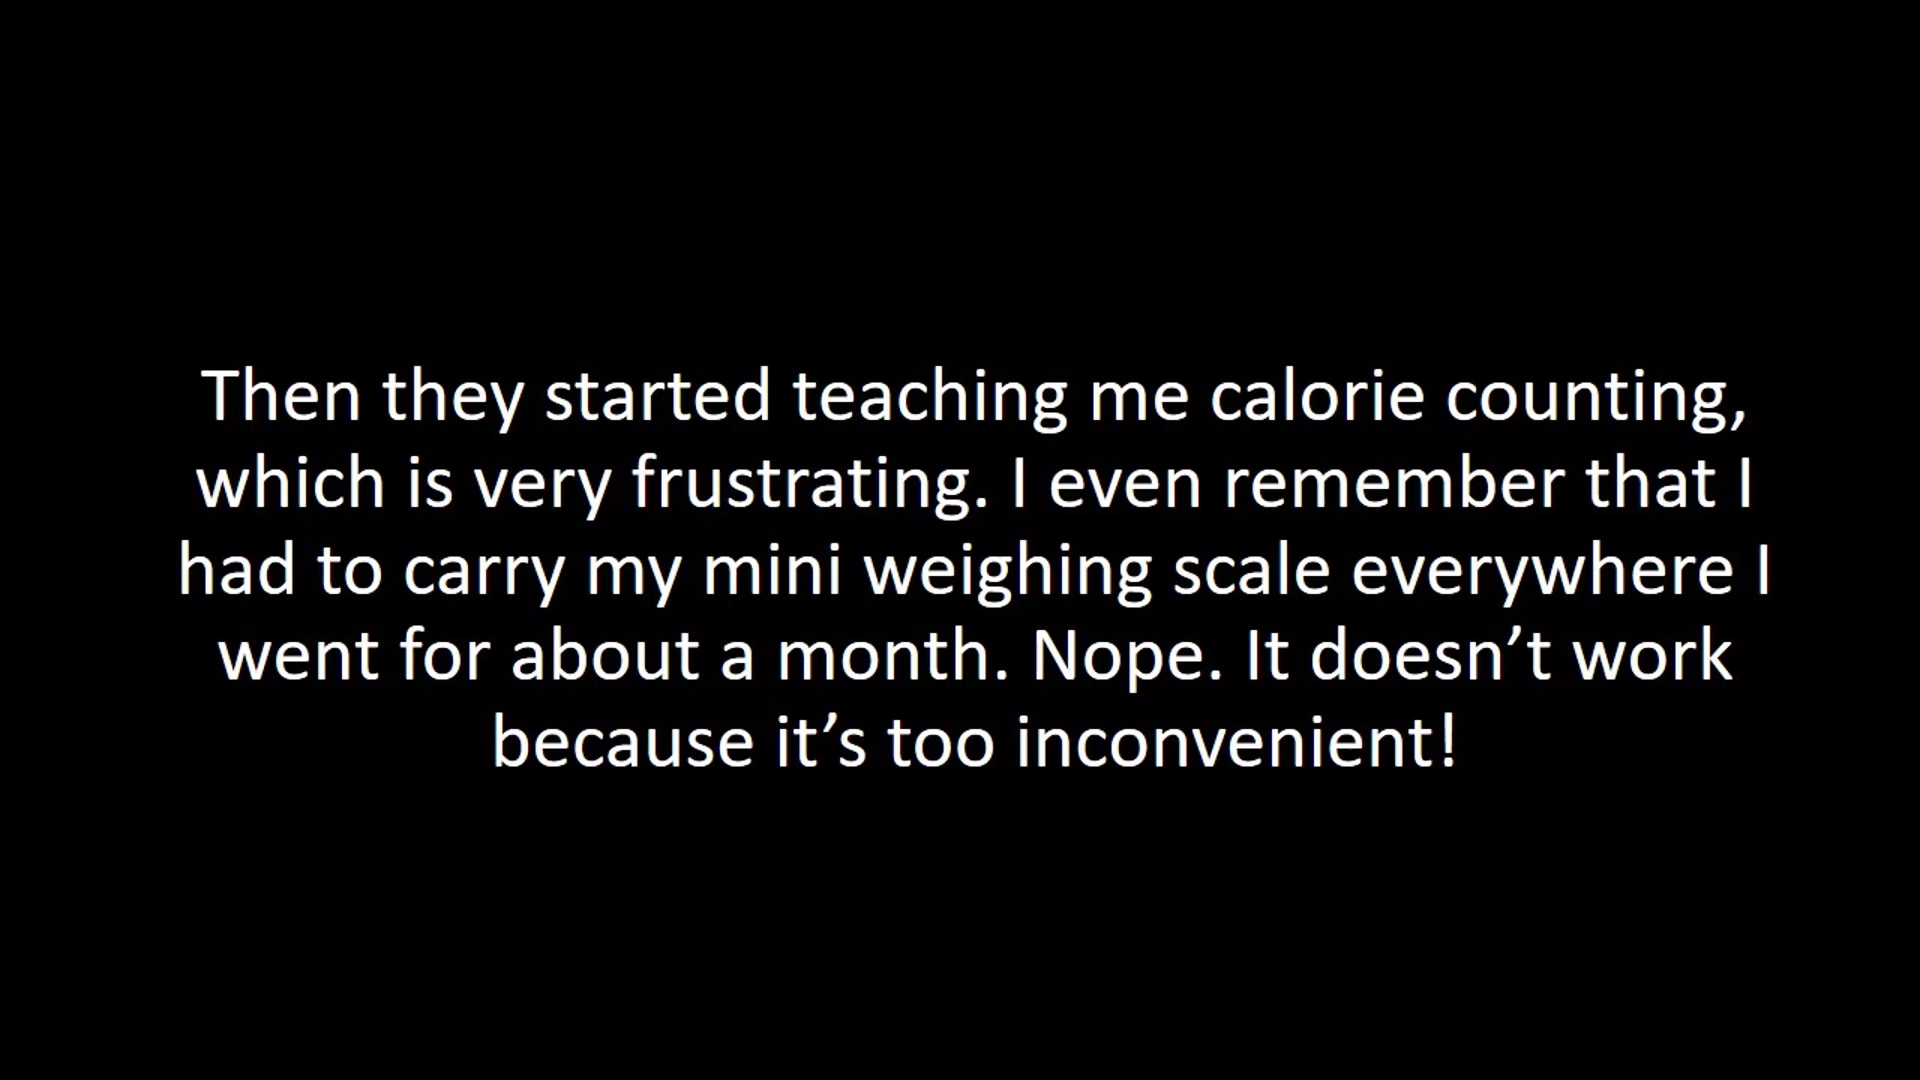 Then they started teaching me calorie counting,
which is very frustrating. I even remember that I
had to carry my mini weighing scale everywhere I
went for about a month. Nope. It doesn’t work
because it’s too inconvenient!